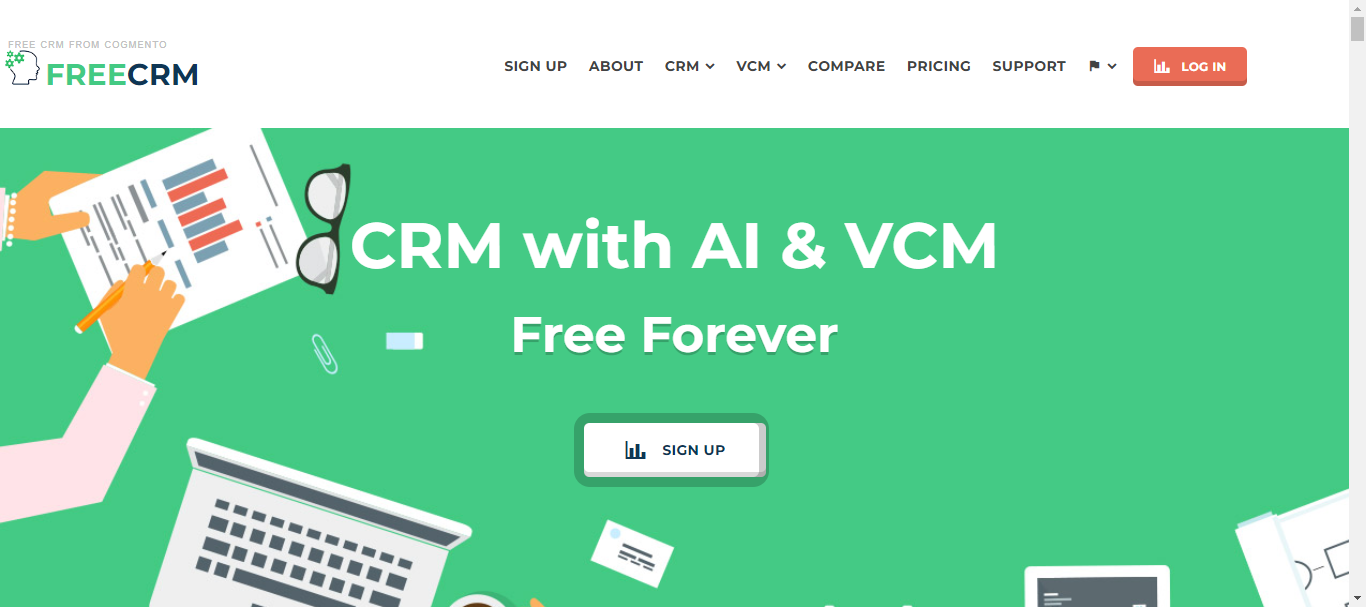 FREE CRM FROM COGMENTO
FREECRM
SIGN UP ABOUT CRM VCM COMPARE PRICING SUPPORT LOG IN
CRM with AI & VCM
Free Forever
SIGN UP